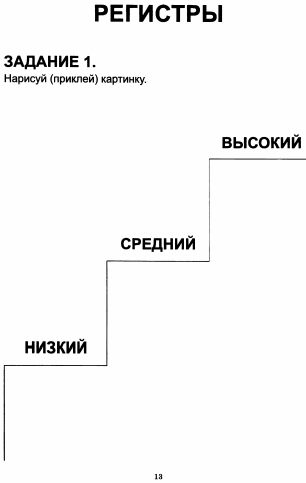 РЕГИСТРЫ
ЗАДАНИЕ 1.
Нарисуй (приклей) картинку.
ВЫСОКИЙ
СРЕДНИЙ
НИЗКИЙ
13